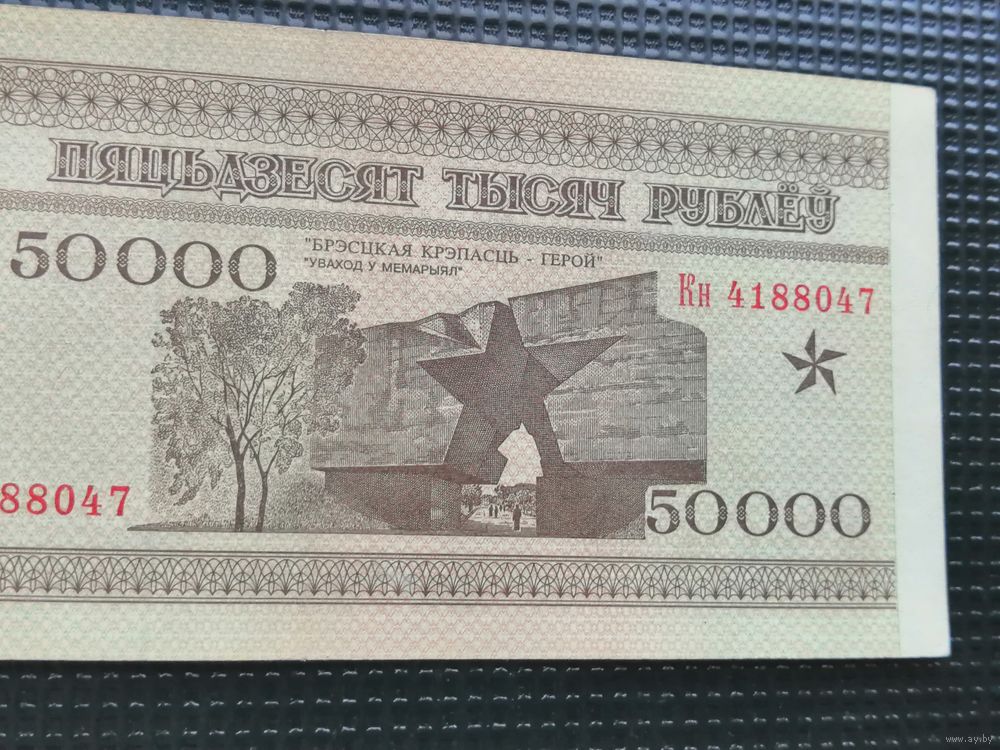 ПЯЦЬДЗЕСЯТ ТЫСЯЧ РУБЛЁЎ
50000
"БРЭСЦКАЯ КРЭПАСЦЬ - ГЕРОЙ"
"УВАХОД У МЕМАРЫЯЛ"
Кн 4188047
88047
50000
www.ay.by